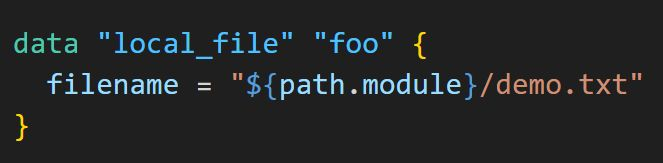 data "local_file" "foo" {
  filename = "${path.module}/demo.txt"
}